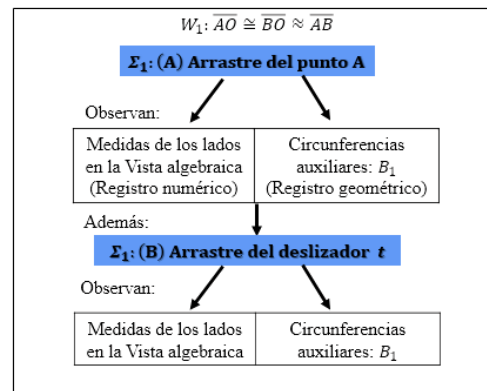 W₁: A͞O ≅ B͞O ≈ A͞B
Σ₁: (A) Arrastre del punto A
Observan:
Medidas de los lados
en la Vista algebraica
(Registro numérico)
Circunferencias
auxiliares: B₁
(Registro geométrico)
Además:
Σ₁: (B) Arrastre del deslizador t
Observan:
Medidas de los lados
en la Vista algebraica
Circunferencias
auxiliares: B₁